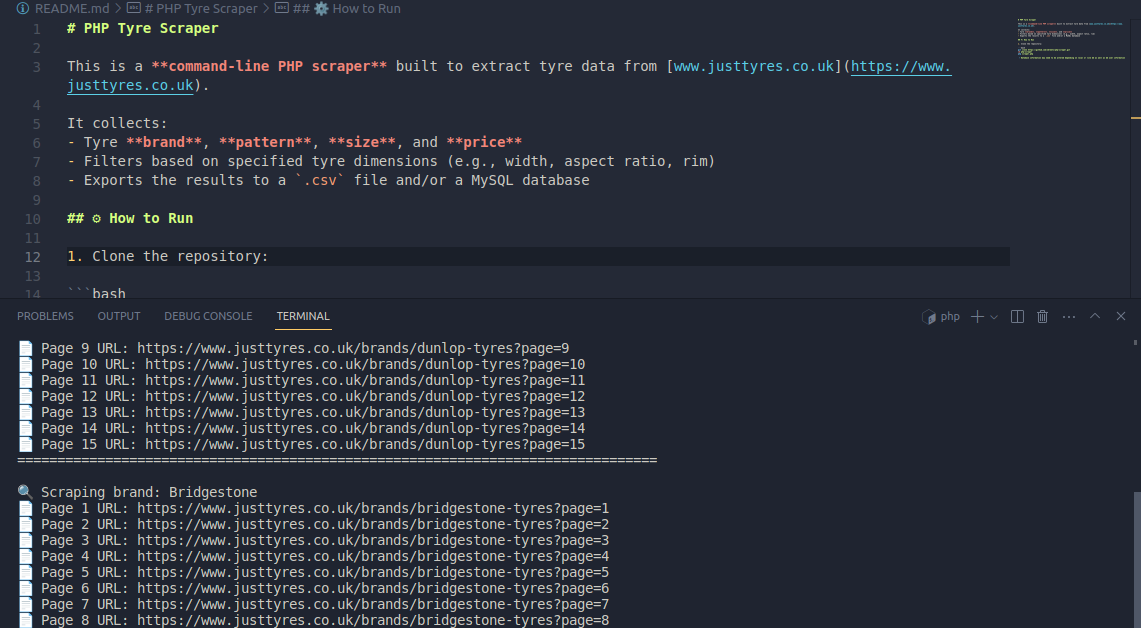 README.md > # PHP Tyre Scraper > ## ⚙ How to Run
1 # PHP Tyre Scraper
2
3 This is a **command-line PHP scraper** built to extract tyre data from [www.justtyres.co.uk](https://www.
justtyres.co.uk).
4
5 It collects:
6 - Tyre **brand**, **pattern**, **size**, and **price**
7 - Filters based on specified tyre dimensions (e.g., width, aspect ratio, rim)
8 - Exports the results to a `.csv` file and/or a MySQL database
9
10 ## ⚙ How to Run
11
12 1. Clone the repository:
13
14 ```bash
PROBLEMS OUTPUT DEBUG CONSOLE TERMINAL php
📄 Page 9 URL: https://www.justtyres.co.uk/brands/dunlop-tyres?page=9
📄 Page 10 URL: https://www.justtyres.co.uk/brands/dunlop-tyres?page=10
📄 Page 11 URL: https://www.justtyres.co.uk/brands/dunlop-tyres?page=11
📄 Page 12 URL: https://www.justtyres.co.uk/brands/dunlop-tyres?page=12
📄 Page 13 URL: https://www.justtyres.co.uk/brands/dunlop-tyres?page=13
📄 Page 14 URL: https://www.justtyres.co.uk/brands/dunlop-tyres?page=14
📄 Page 15 URL: https://www.justtyres.co.uk/brands/dunlop-tyres?page=15
================================================================================
🔍 Scraping brand: Bridgestone
📄 Page 1 URL: https://www.justtyres.co.uk/brands/bridgestone-tyres?page=1
📄 Page 2 URL: https://www.justtyres.co.uk/brands/bridgestone-tyres?page=2
📄 Page 3 URL: https://www.justtyres.co.uk/brands/bridgestone-tyres?page=3
📄 Page 4 URL: https://www.justtyres.co.uk/brands/bridgestone-tyres?page=4
📄 Page 5 URL: https://www.justtyres.co.uk/brands/bridgestone-tyres?page=5
📄 Page 6 URL: https://www.justtyres.co.uk/brands/bridgestone-tyres?page=6
📄 Page 7 URL: https://www.justtyres.co.uk/brands/bridgestone-tyres?page=7
📄 Page 8 URL: https://www.justtyres.co.uk/brands/bridgestone-tyres?page=8